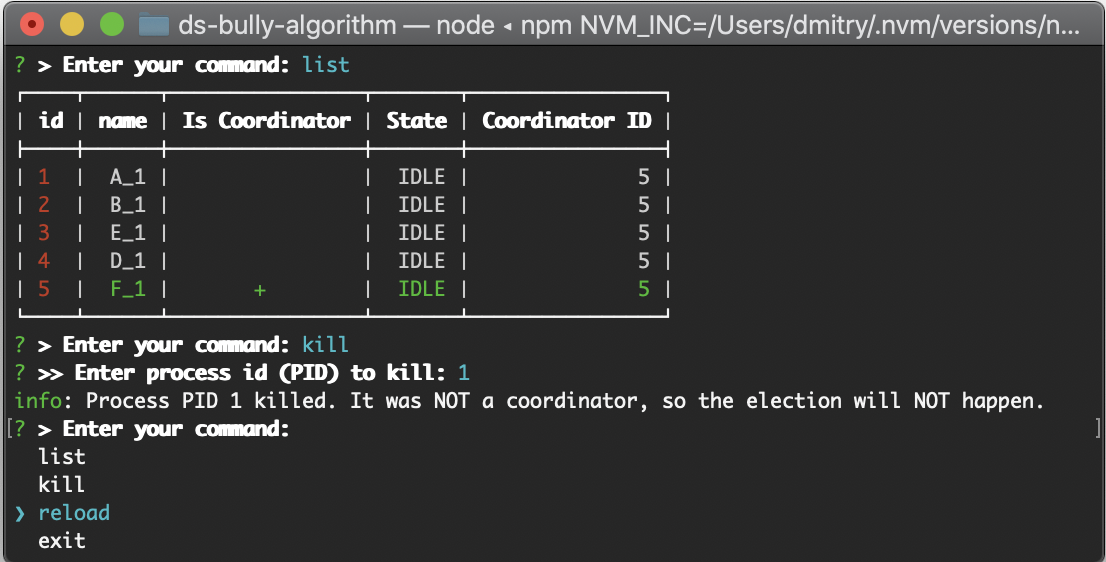 ds-bully-algorithm — node ◂ npm NVM_INC=/Users/dmitry/.nvm/versions/n...
? > Enter your command: list
| id | name | Is Coordinator | State | Coordinator ID |
| 1 | A_1 | | IDLE | 5 |
| 2 | B_1 | | IDLE | 5 |
| 3 | E_1 | | IDLE | 5 |
| 4 | D_1 | | IDLE | 5 |
| 5 | F_1 | + | IDLE | 5 |
? > Enter your command: kill
? >> Enter process id (PID) to kill: 1
info: Process PID 1 killed. It was NOT a coordinator, so the election will NOT happen.
[? > Enter your command: ]
list
kill
❯ reload
exit